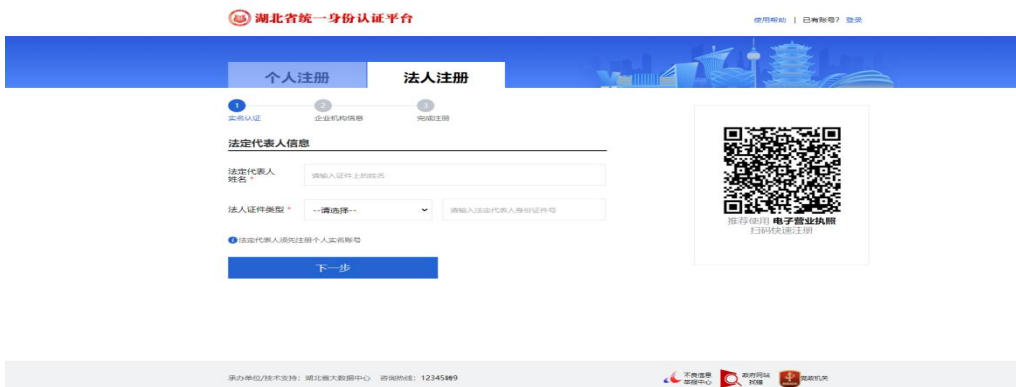 湖北省统一身份认证平台
使用帮助 | 已有账号? 登录
个人注册 法人注册
1 2 3
实名认证 企业机构信息 完成注册
法定代表人信息
法定代表人
姓名 *
请输入证件上的姓名
法人证件类型 * --请选择-- 请输入法定代表人身份证件号
法定代表人须先注册个人实名账号
下一步
推荐使用 电子营业执照
扫码快速注册
承办单位/技术支持: 湖北省大数据中心 咨询热线: 12345转9
不良信息
举报中心
政府网站
找错
党政机关